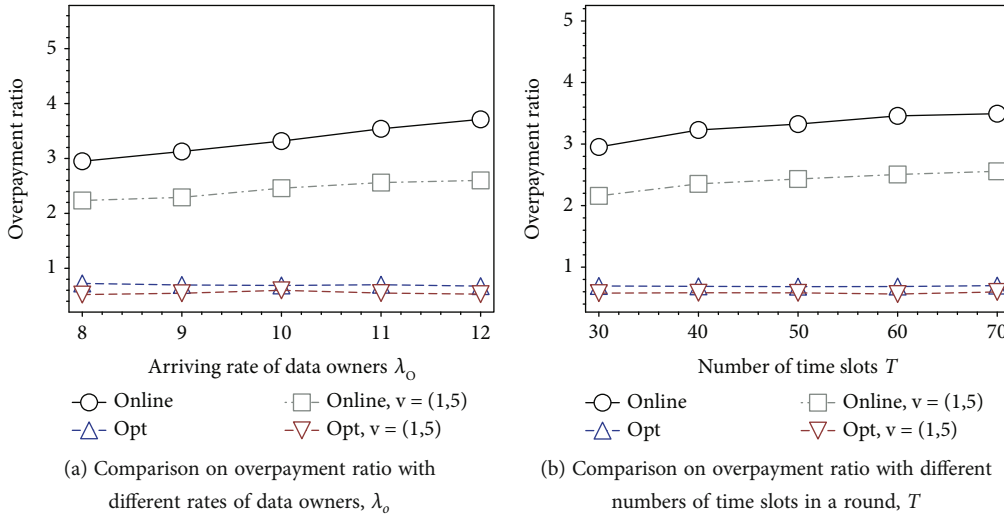 Overpayment ratio
5
4
3
2
1
8
9
10
11
12
Arriving rate of data owners λO
Online
Online, v = (1,5)
Opt
Opt, v = (1,5)
(a) Comparison on overpayment ratio with
different rates of data owners, λo
Overpayment ratio
5
4
3
2
1
30
40
50
60
70
Number of time slots T
Online
Online, v = (1,5)
Opt
Opt, v = (1,5)
(b) Comparison on overpayment ratio with different
numbers of time slots in a round, T